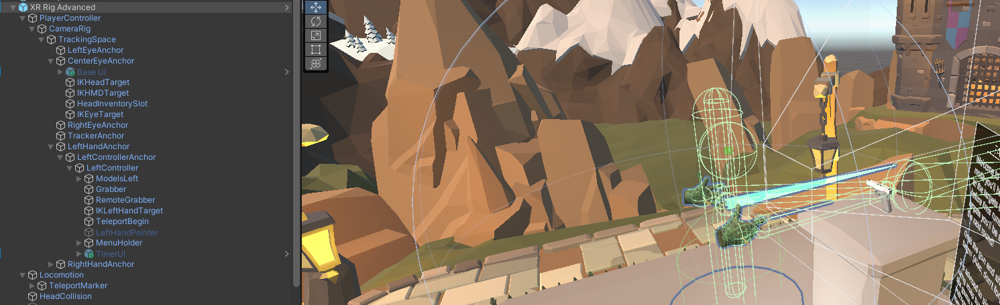 XR Rig Advanced
PlayerController
CameraRig
TrackingSpace
LeftEyeAnchor
CenterEyeAnchor
Base UI
IKHeadTarget
IKHMDTarget
HeadInventorySlot
IKEyeTarget
RightEyeAnchor
TrackerAnchor
LeftHandAnchor
LeftControllerAnchor
LeftController
ModelsLeft
Grabber
RemoteGrabber
IKLeftHandTarget
TeleportBegin
LeftHandPointer
MenuHolder
TimerUI
RightHandAnchor
Locomotion
TeleportMarker
HeadCollision